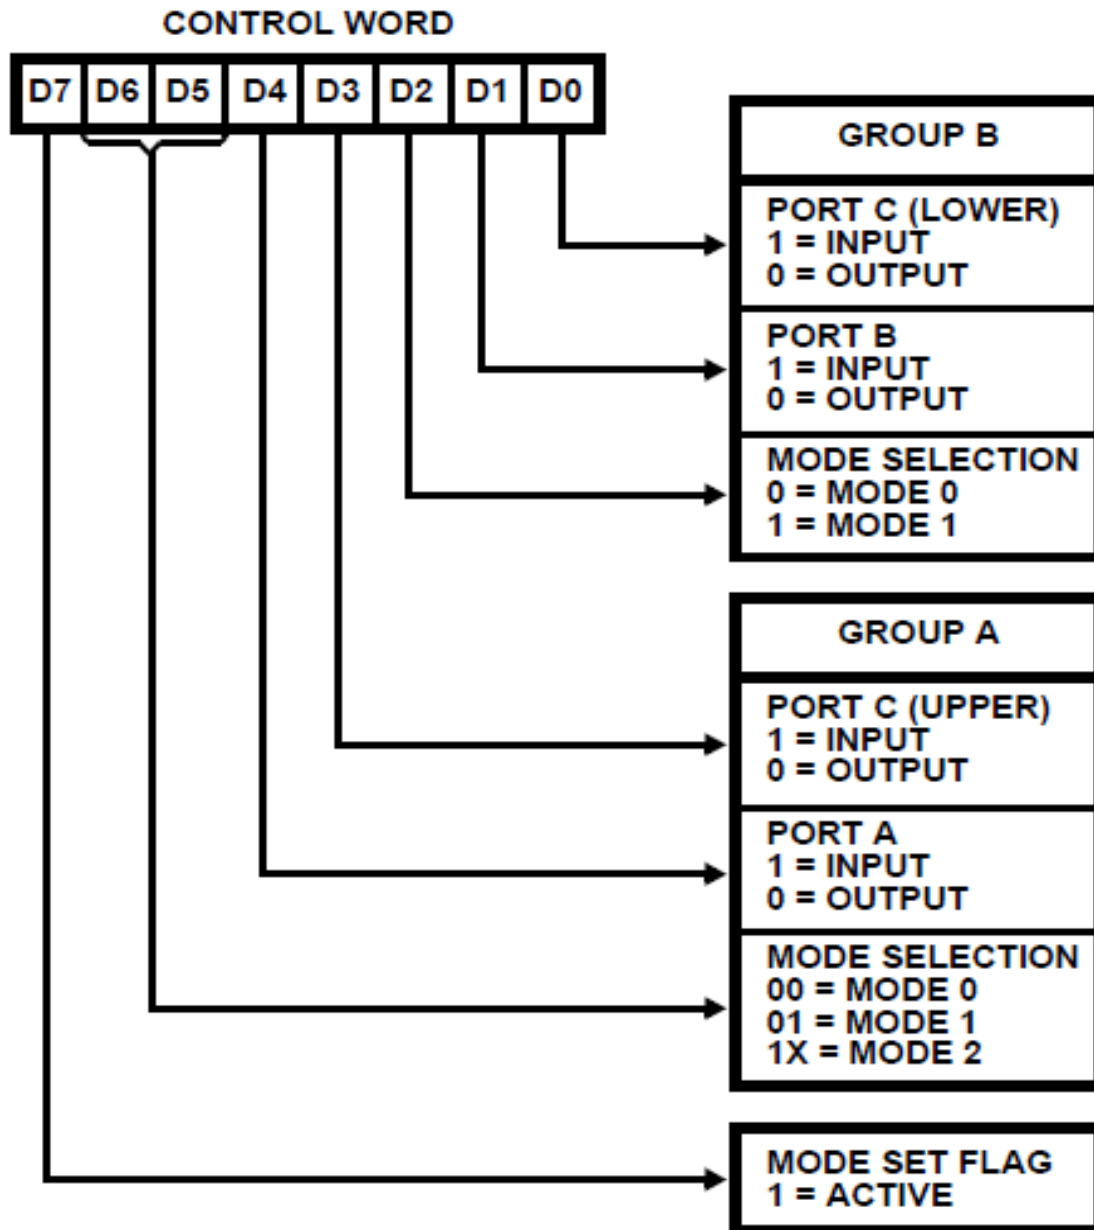 CONTROL WORD
D7 D6 D5 D4 D3 D2 D1 D0
GROUP B
PORT C (LOWER)
1 = INPUT
0 = OUTPUT
PORT B
1 = INPUT
0 = OUTPUT
MODE SELECTION
0 = MODE 0
1 = MODE 1
GROUP A
PORT C (UPPER)
1 = INPUT
0 = OUTPUT
PORT A
1 = INPUT
0 = OUTPUT
MODE SELECTION
00 = MODE 0
01 = MODE 1
1X = MODE 2
MODE SET FLAG
1 = ACTIVE